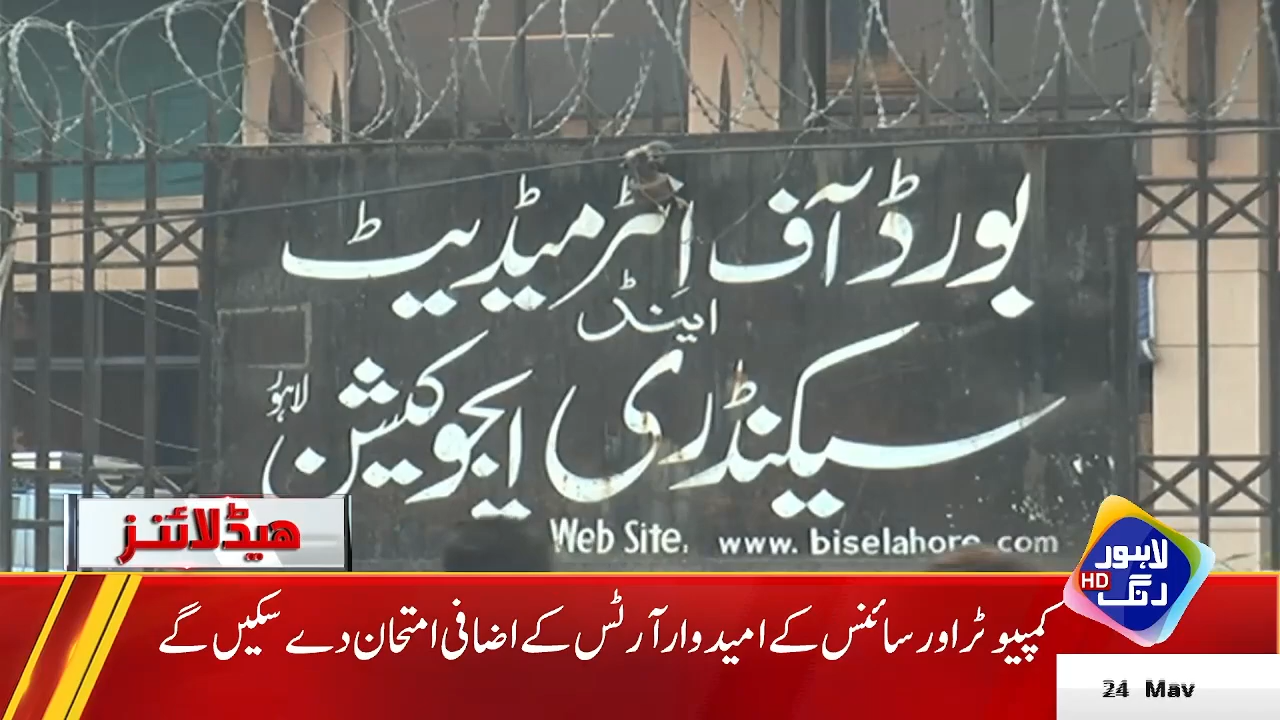 بورڈ آف انٹرمیڈیٹ
اینڈ
سیکنڈری ایجوکیشن لاہور
Web Site. www.biselahore.com
ہیڈلائنز
لاہور
رنگ HD
کمپیوٹر اور سائنس کے امیدوار آرٹس کے اضافی امتحان دے سکیں گے
24 May